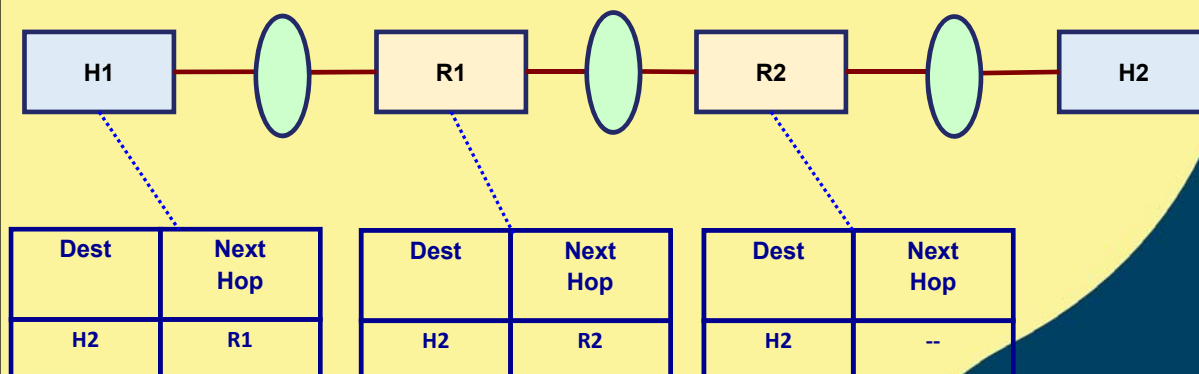 H1 R1 R2 H2
Dest Next Hop Dest Next Hop Dest Next Hop
H2 R1 H2 R2 H2 --